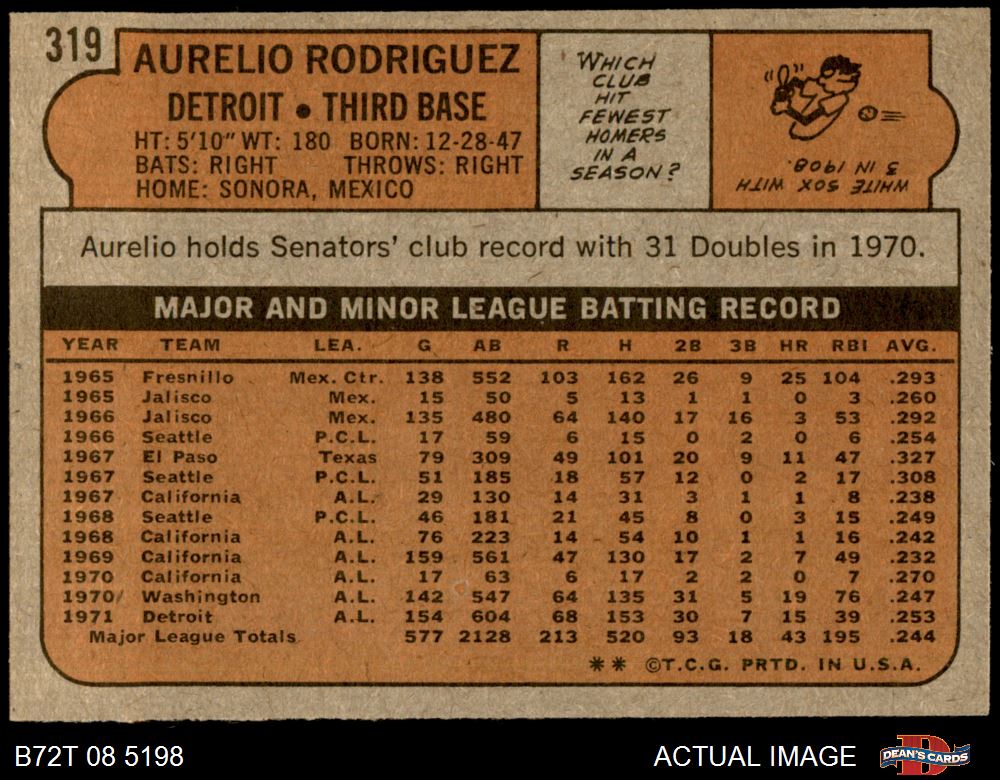 319
AURELIO RODRIGUEZ
DETROIT • THIRD BASE
HT: 5'10" WT: 180 BORN: 12-28-47
BATS: RIGHT THROWS: RIGHT
HOME: SONORA, MEXICO
WHICH
CLUB
HIT
FEWEST
HOMERS
IN A
SEASON?
WHITE SOX WITH
3 IN 1908.
Aurelio holds Senators' club record with 31 Doubles in 1970.
MAJOR AND MINOR LEAGUE BATTING RECORD
YEAR TEAM LEA. G AB R H 2B 3B HR RBI AVG.
1965 Fresnillo Mex. Ctr. 138 552 103 162 26 9 25 104 .293
1965 Jalisco Mex. 15 50 5 13 1 1 0 3 .260
1966 Jalisco Mex. 135 480 64 140 17 16 3 53 .292
1966 Seattle P.C.L. 17 59 6 15 0 2 0 6 .254
1967 El Paso Texas 79 309 49 101 20 9 11 47 .327
1967 Seattle P.C.L. 51 185 18 57 12 0 2 17 .308
1967 California A.L. 29 130 14 31 3 1 1 8 .238
1968 Seattle P.C.L. 46 181 21 45 8 0 3 15 .249
1968 California A.L. 76 223 14 54 10 1 1 16 .242
1969 California A.L. 159 561 47 130 17 2 7 49 .232
1970 California A.L. 17 63 6 17 2 2 0 7 .270
1970 Washington A.L. 142 547 64 135 31 5 19 76 .247
1971 Detroit A.L. 154 604 68 153 30 7 15 39 .253
Major League Totals 577 2128 213 520 93 18 43 195 .244
** ©T.C.G. PRTD. IN U.S.A.
B72T 08 5198
ACTUAL IMAGE
DEAN'S CARDS